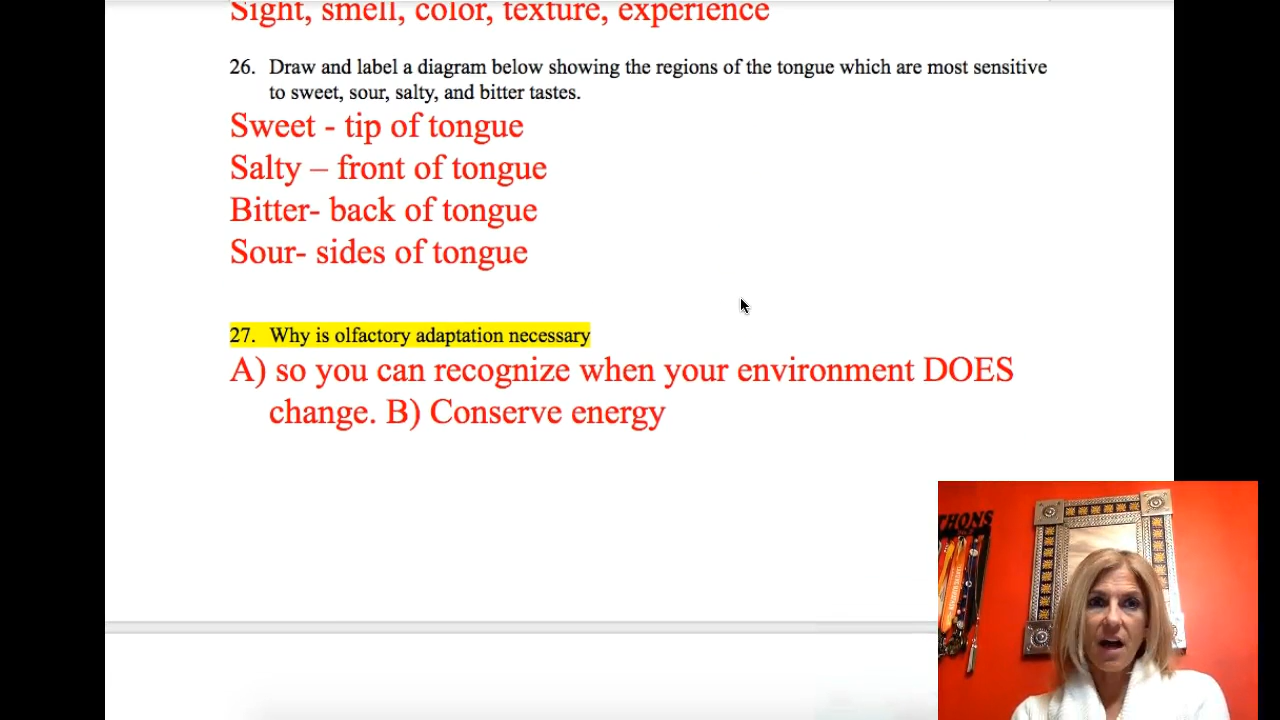 Sight, smell, color, texture, experience
26. Draw and label a diagram below showing the regions of the tongue which are most sensitive
to sweet, sour, salty, and bitter tastes.
Sweet - tip of tongue
Salty – front of tongue
Bitter- back of tongue
Sour- sides of tongue
27. Why is olfactory adaptation necessary
A) so you can recognize when your environment DOES
change. B) Conserve energy
THONS